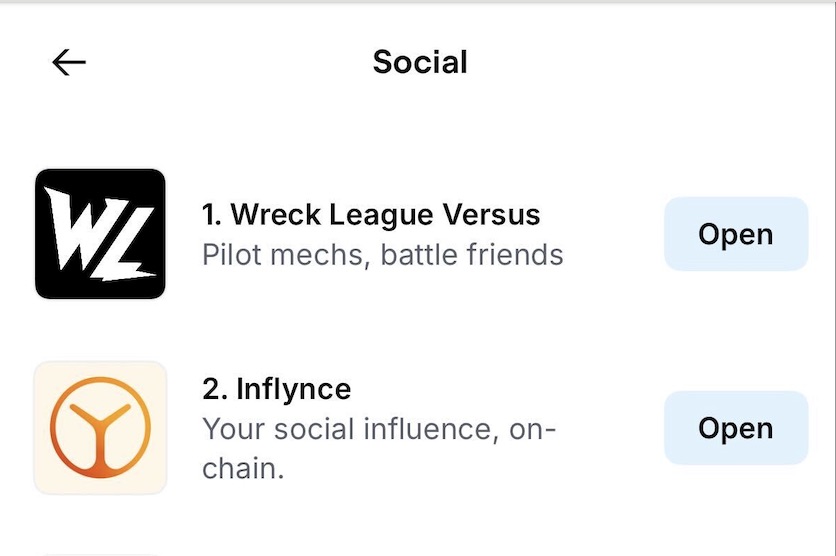 Social
WL
1. Wreck League Versus
Pilot mechs, battle friends
Open
2. Inflynce
Your social influence, on-
chain.
Open